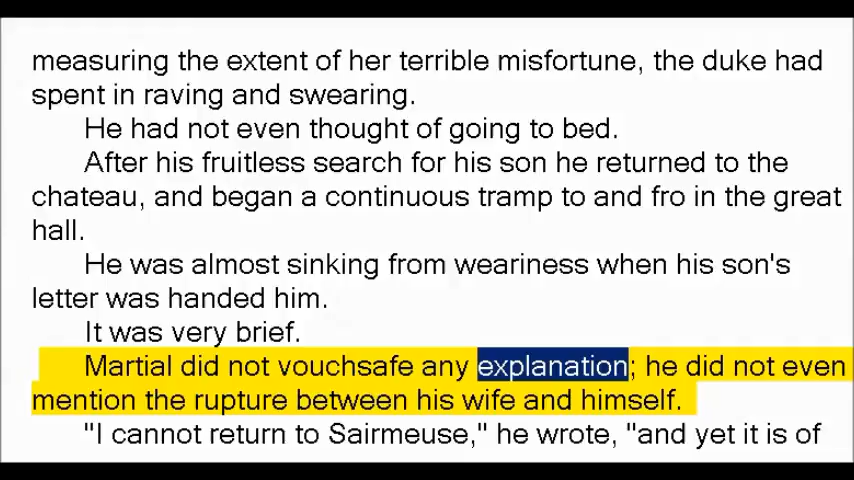 measuring the extent of her terrible misfortune, the duke had
spent in raving and swearing.
He had not even thought of going to bed.
After his fruitless search for his son he returned to the
chateau, and began a continuous tramp to and fro in the great
hall.
He was almost sinking from weariness when his son's
letter was handed him.
It was very brief.
Martial did not vouchsafe any explanation; he did not even
mention the rupture between his wife and himself.
"I cannot return to Sairmeuse," he wrote, "and yet it is of